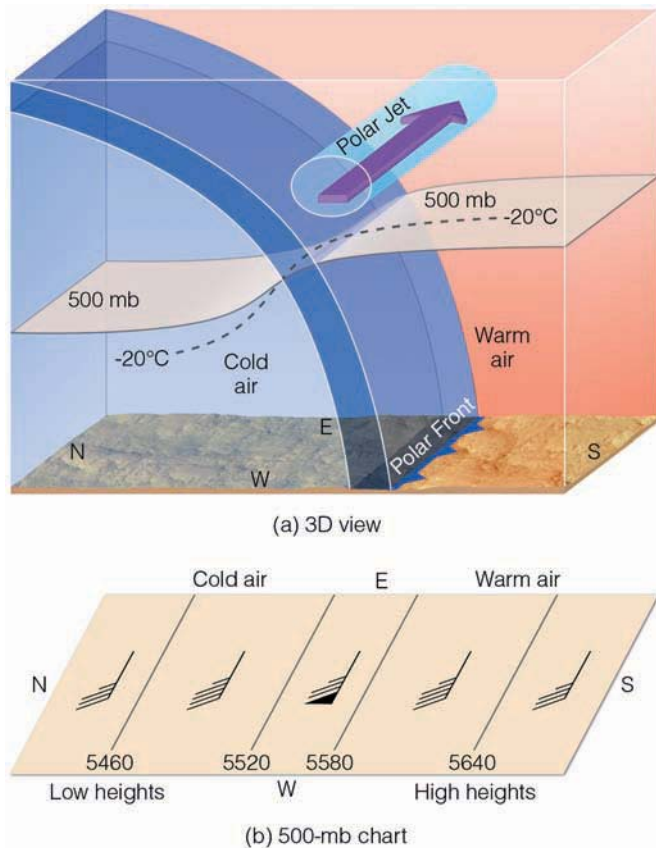 Polar Jet
500 mb
-20°C
500 mb
-20°C
Cold
air
Warm
air
N
E
W
Polar Front
S
(a) 3D view
Cold air
E
Warm air
N
S
5460
5520
5580
5640
Low heights
W
High heights
(b) 500-mb chart